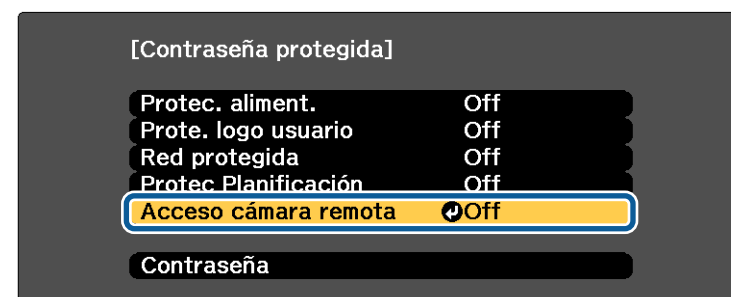 [Contraseña protegida]
Protec. aliment. Off
Prote. logo usuario Off
Red protegida Off
Protec Planificación Off
Acceso cámara remota Off
Contraseña